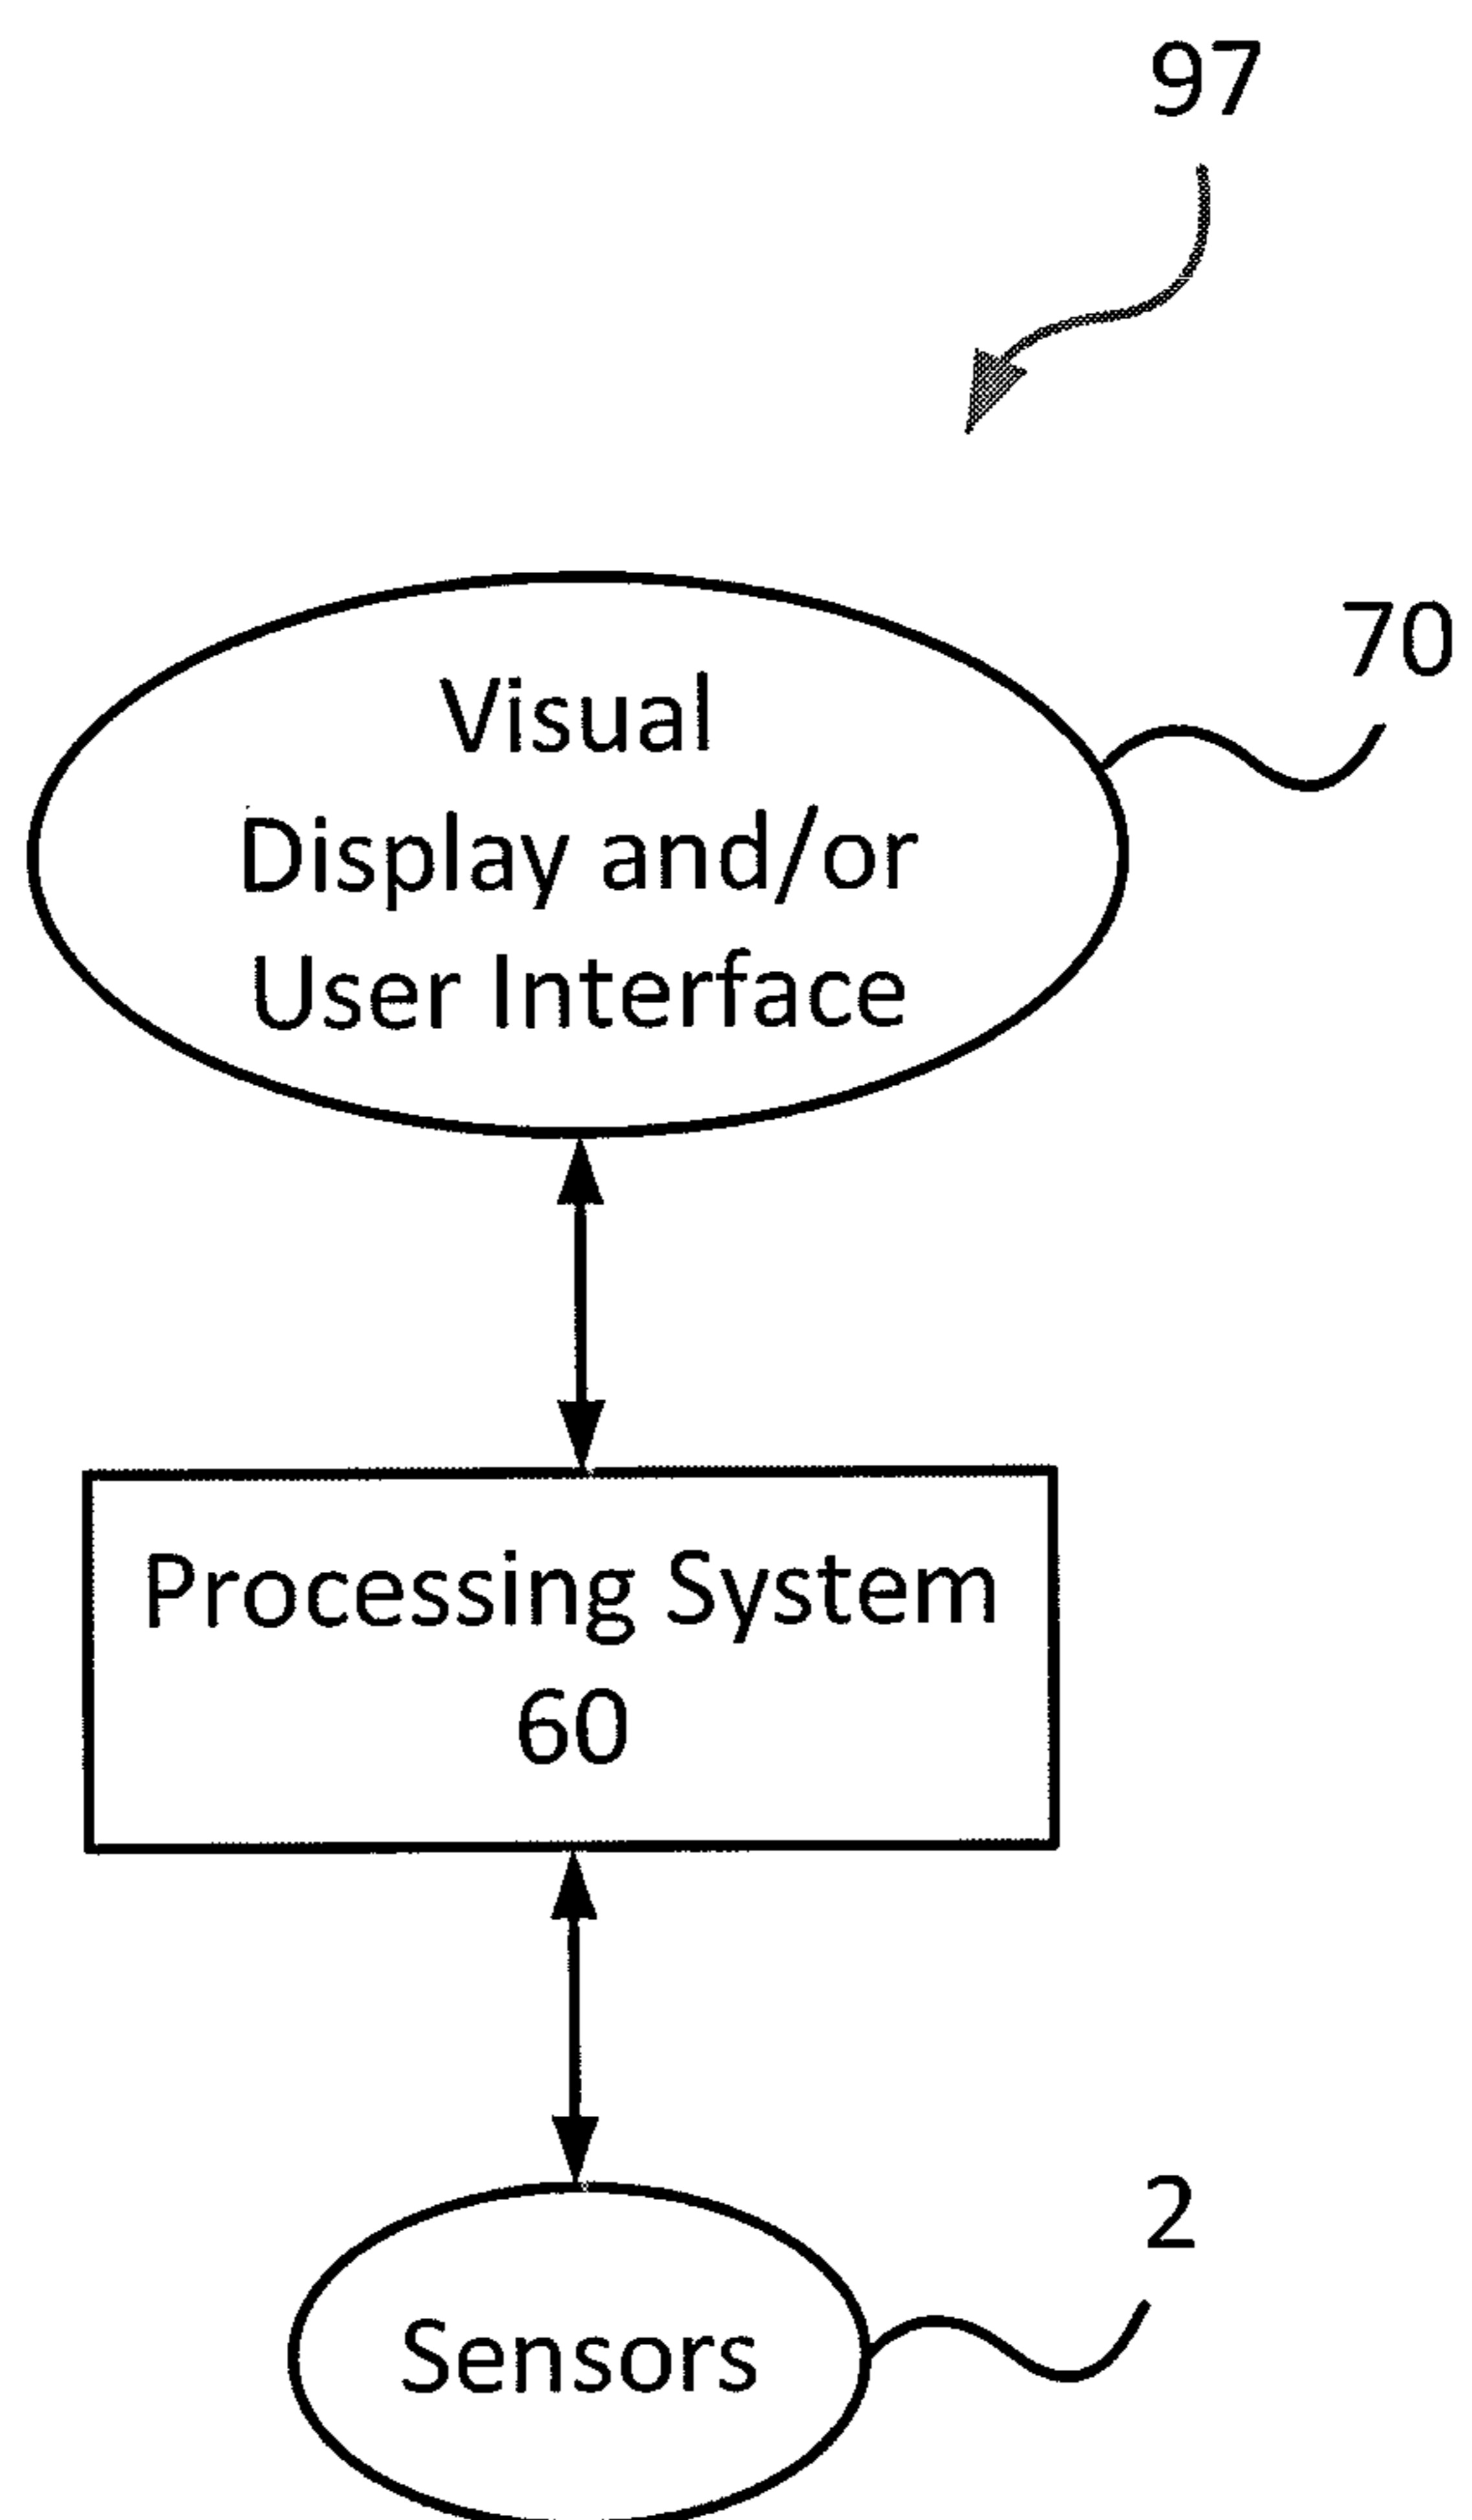 97
70
Visual
Display and/or
User Interface
Processing System
60
2
Sensors